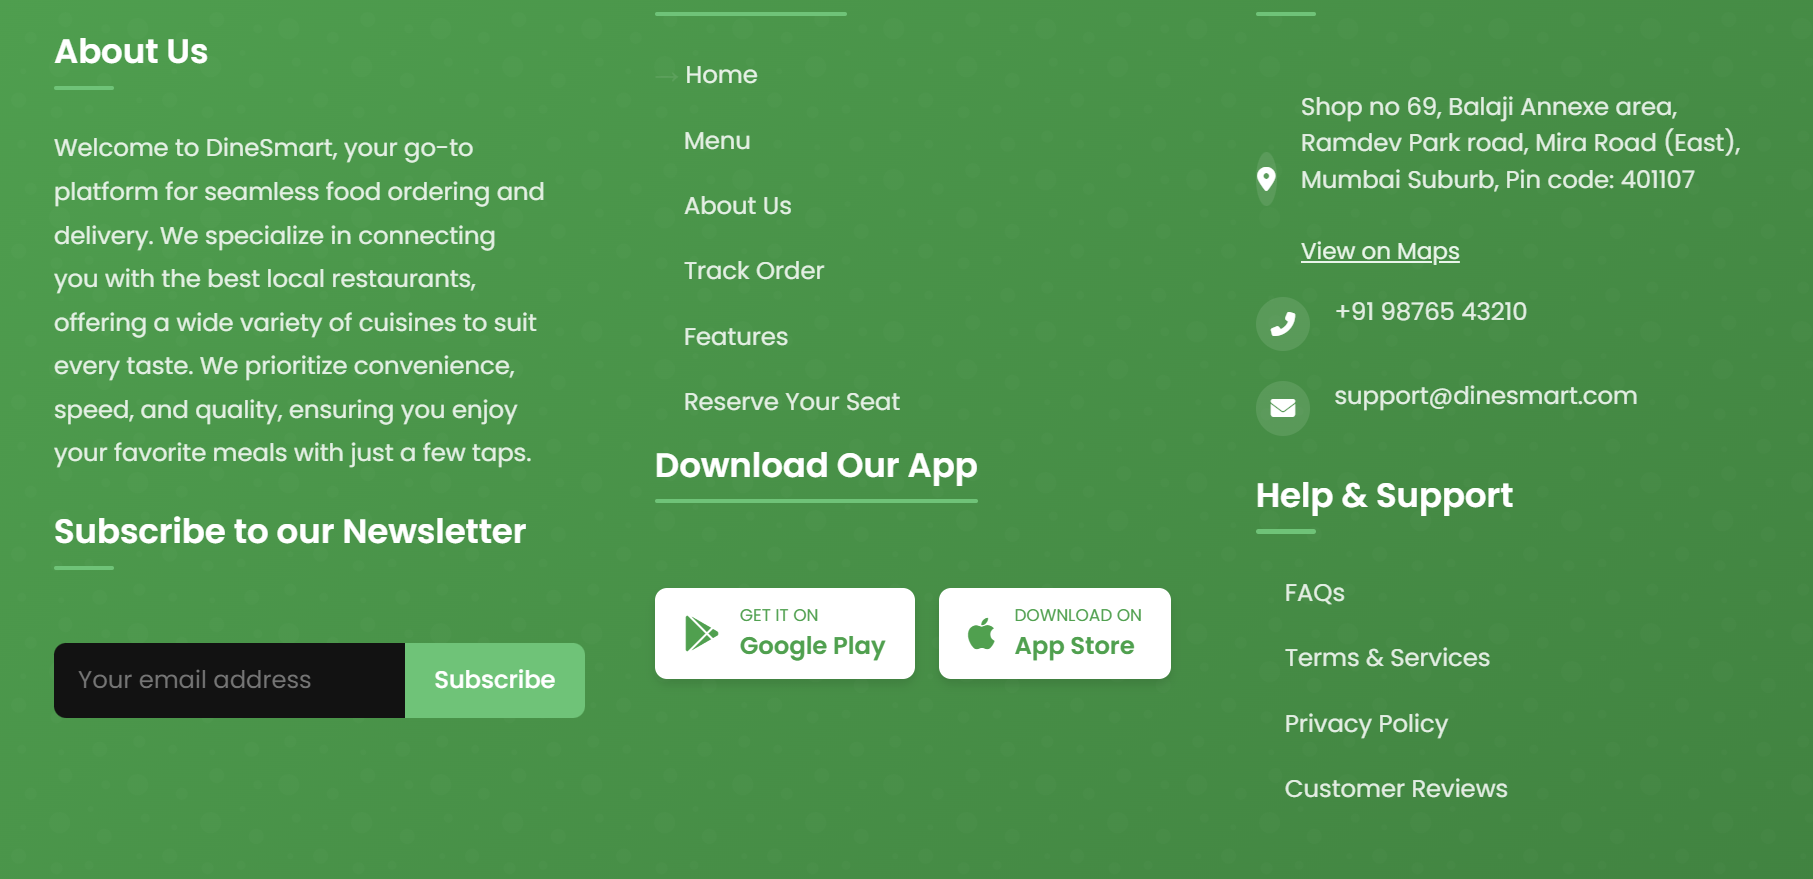 About Us
Welcome to DineSmart, your go-to
platform for seamless food ordering and
delivery. We specialize in connecting
you with the best local restaurants,
offering a wide variety of cuisines to suit
every taste. We prioritize convenience,
speed, and quality, ensuring you enjoy
your favorite meals with just a few taps.
Subscribe to our Newsletter
Your email address
Subscribe
Home
Menu
About Us
Track Order
Features
Reserve Your Seat
Download Our App
GET IT ON
Google Play
DOWNLOAD ON
App Store
Shop no 69, Balaji Annexe area,
Ramdev Park road, Mira Road (East),
Mumbai Suburb, Pin code: 401107
View on Maps
+91 98765 43210
support@dinesmart.com
Help & Support
FAQs
Terms & Services
Privacy Policy
Customer Reviews